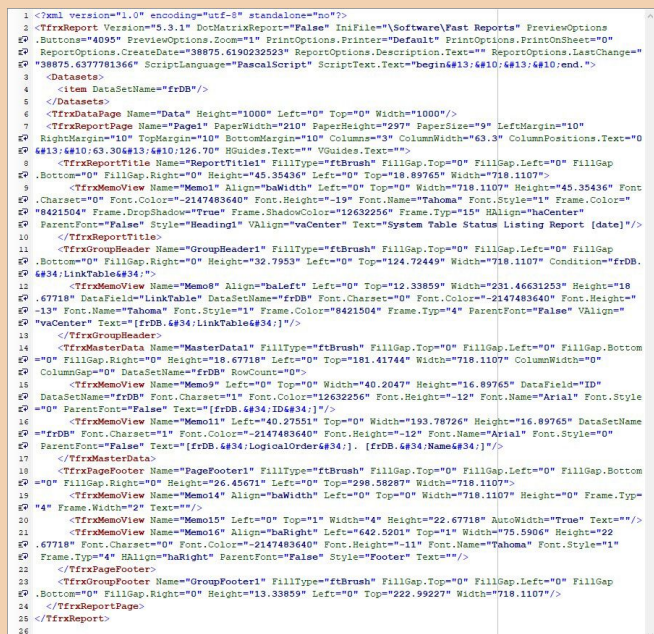 1 <?xml version="1.0" encoding="utf-8" standalone="no"?>
2 <TfrxReport Version="5.3.1" DotMatrixReport="False" IniFile="\Software\Fast Reports" PreviewOptions
.Buttons="4095" PreviewOptions.Zoom="1" PrintOptions.Printer="Default" PrintOptions.PrintOnSheet="0"
ReportOptions.CreateDate="38875.6190232523" ReportOptions.Description.Text="" ReportOptions.LastChange="
"38875.6377781366" ScriptLanguage="PascalScript" ScriptText.Text="begin&#13;&#10;&#13;&#10;end.">
3 <Datasets>
4 <item DataSetName="frDB"/>
5 </Datasets>
6 <TfrxDataPage Name="Data" Height="1000" Left="0" Top="0" Width="1000"/>
7 <TfrxReportPage Name="Page1" PaperWidth="210" PaperHeight="297" PaperSize="9" LeftMargin="10"
RightMargin="10" TopMargin="10" BottomMargin="10" Columns="3" ColumnWidth="63.3" ColumnPositions.Text="0
&#13;&#10;63.30&#13;&#10;126.70" HGuides.Text="" VGuides.Text="">
8 <TfrxReportTitle Name="ReportTitle1" FillType="ftBrush" FillGap.Top="0" FillGap.Left="0" FillGap
.Bottom="0" FillGap.Right="0" Height="45.35436" Left="0" Top="18.89765" Width="718.1107">
9 <TfrxMemoView Name="Memo1" Align="baWidth" Left="0" Top="0" Width="718.1107" Height="45.35436" Font
.Charset="0" Font.Color="-2147483640" Font.Height="-19" Font.Name="Tahoma" Font.Style="1" Frame.Color="
"8421504" Frame.DropShadow="True" Frame.ShadowColor="12632256" Frame.Typ="15" HAlign="haCenter"
ParentFont="False" Style="Heading1" VAlign="vaCenter" Text="System Table Status Listing Report [date]"/>
10 </TfrxReportTitle>
11 <TfrxGroupHeader Name="GroupHeader1" FillType="ftBrush" FillGap.Top="0" FillGap.Left="0" FillGap
.Bottom="0" FillGap.Right="0" Height="32.7953" Left="0" Top="124.72449" Width="718.1107" Condition="frDB.
&#34;LinkTable&#34;">
12 <TfrxMemoView Name="Memo8" Align="baLeft" Left="0" Top="12.33859" Width="231.46631253" Height="18
.67718" DataField="LinkTable" DataSetName="frDB" Font.Charset="0" Font.Color="-2147483640" Font.Height="
-13" Font.Name="Tahoma" Font.Style="1" Frame.Color="8421504" Frame.Typ="4" ParentFont="False" VAlign="
"vaCenter" Text="[frDB.&#34;LinkTable&#34;]"/>
13 </TfrxGroupHeader>
14 <TfrxMasterData Name="MasterData1" FillType="ftBrush" FillGap.Top="0" FillGap.Left="0" FillGap.Bottom
="0" FillGap.Right="0" Height="18.67718" Left="0" Top="181.41744" Width="718.1107" ColumnWidth="0"
ColumnGap="0" DataSetName="frDB" RowCount="0">
15 <TfrxMemoView Name="Memo9" Left="0" Top="0" Width="40.2047" Height="16.89765" DataField="ID"
DataSetName="frDB" Font.Charset="1" Font.Color="12632256" Font.Height="-12" Font.Name="Arial" Font.Style
="0" ParentFont="False" Text="[frDB.&#34;ID&#34;]"/>
16 <TfrxMemoView Name="Memo11" Left="40.27551" Top="0" Width="193.78726" Height="16.89765" DataSetName
="frDB" Font.Charset="1" Font.Color="-2147483640" Font.Height="-12" Font.Name="Arial" Font.Style="0"
ParentFont="False" Text="[frDB.&#34;LogicalOrder&#34;]. [frDB.&#34;Name&#34;]"/>
17 </TfrxMasterData>
18 <TfrxPageFooter Name="PageFooter1" FillType="ftBrush" FillGap.Top="0" FillGap.Left="0" FillGap.Bottom
="0" FillGap.Right="0" Height="26.45671" Left="0" Top="298.58287" Width="718.1107">
19 <TfrxMemoView Name="Memo14" Align="baWidth" Left="0" Top="0" Width="718.1107" Height="0" Frame.Typ=
"4" Frame.Width="2" Text=""/>
20 <TfrxMemoView Name="Memo15" Left="0" Top="1" Width="4" Height="22.67718" AutoWidth="True" Text=""/>
21 <TfrxMemoView Name="Memo16" Align="baRight" Left="642.5201" Top="1" Width="75.5906" Height="22
.67718" Font.Charset="0" Font.Color="-2147483640" Font.Height="-11" Font.Name="Tahoma" Font.Style="1"
Frame.Typ="4" HAlign="haRight" ParentFont="False" Style="Footer" Text=""/>
22 </TfrxPageFooter>
23 <TfrxGroupFooter Name="GroupFooter1" FillType="ftBrush" FillGap.Top="0" FillGap.Left="0" FillGap
.Bottom="0" FillGap.Right="0" Height="13.33859" Left="0" Top="222.99227" Width="718.1107"/>
24 </TfrxReportPage>
25 </TfrxReport>
26